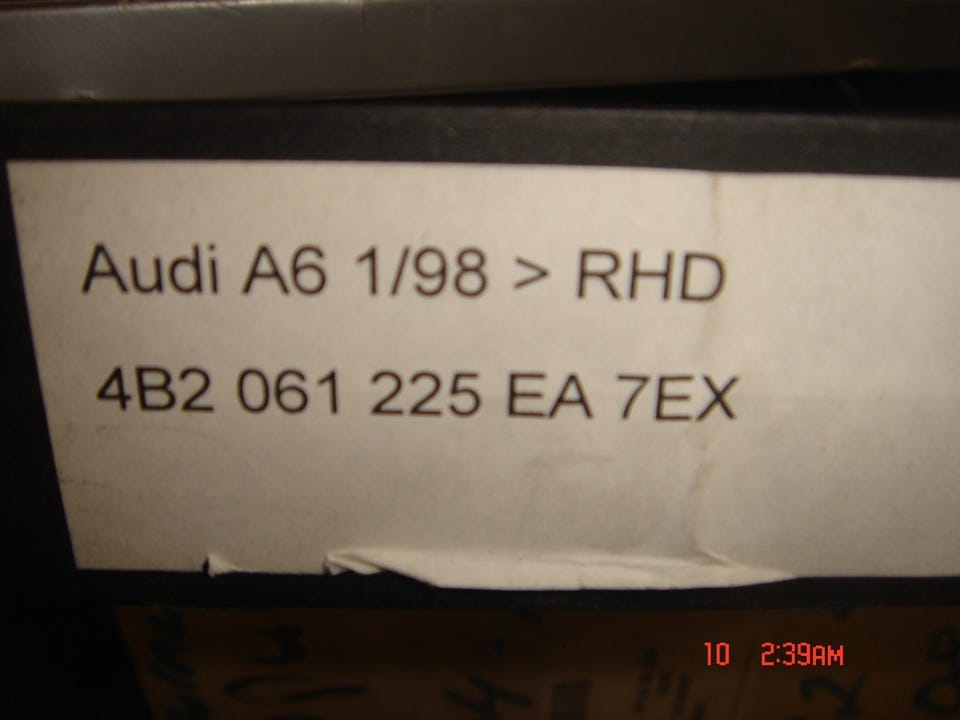 Audi A6 1/98 > RHD
4B2 061 225 EA 7EX
10 2:39AM